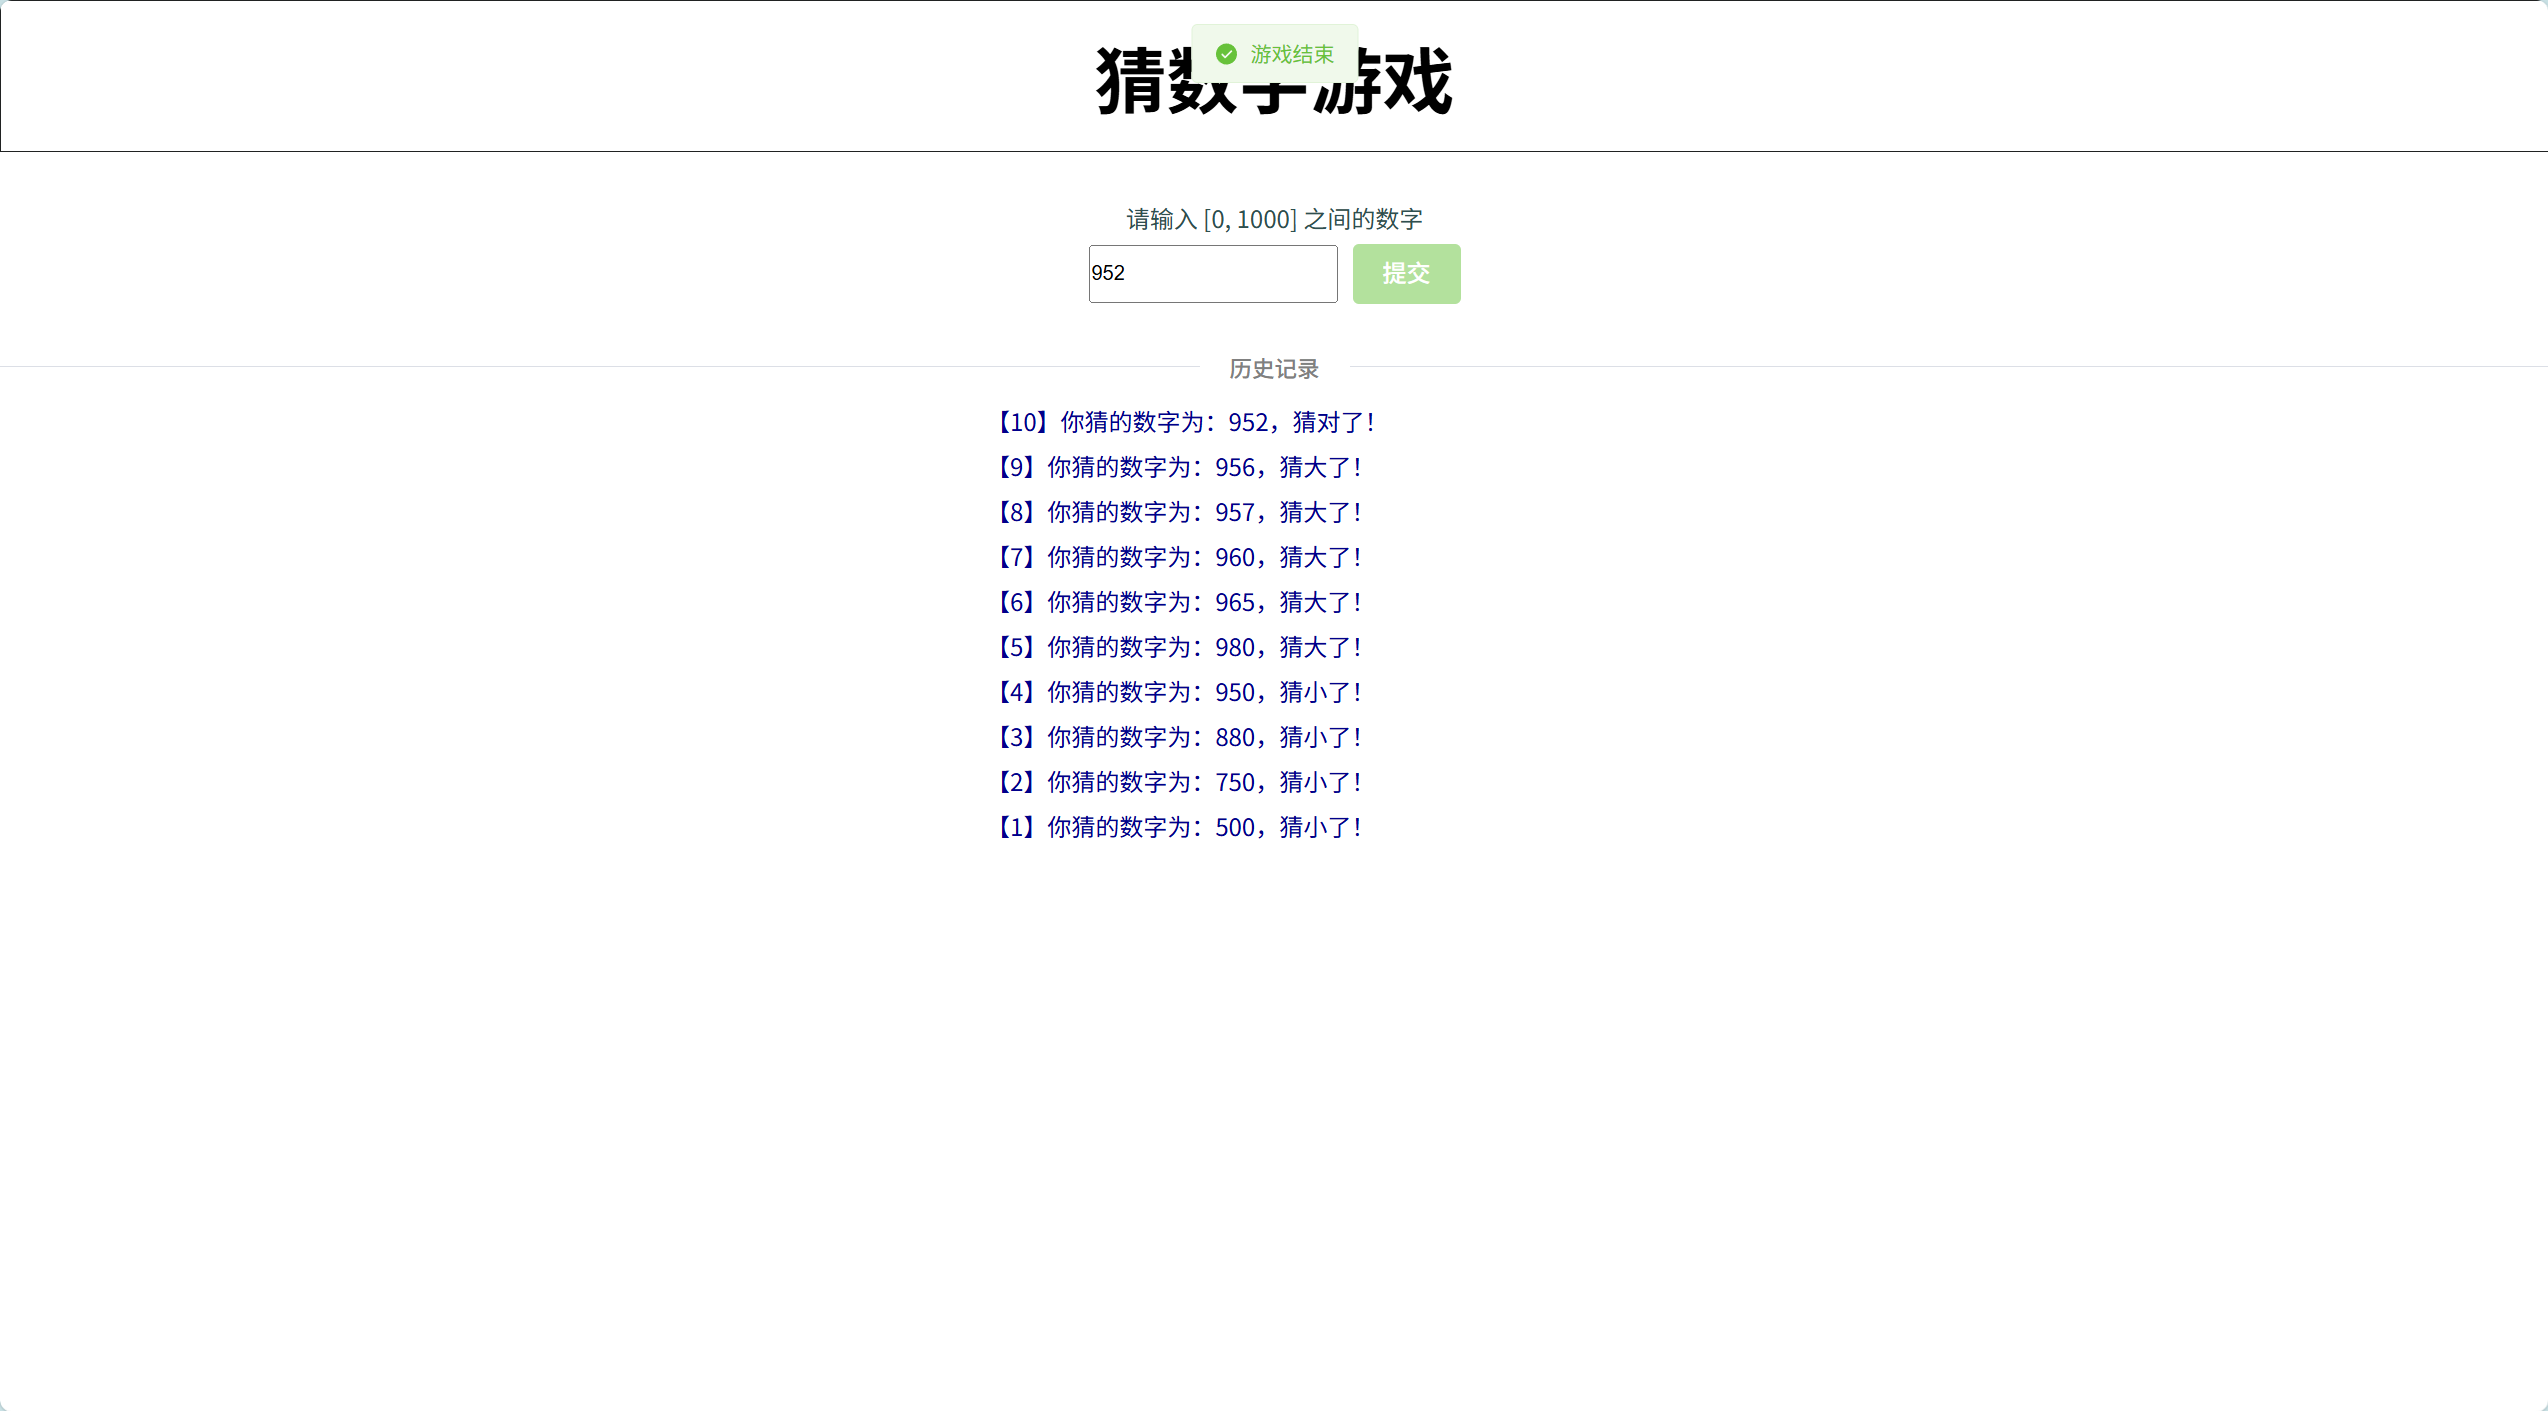 猜数字游戏
游戏结束
请输入 [0, 1000] 之间的数字
952
提交
历史记录
【10】你猜的数字为：952，猜对了！
【9】你猜的数字为：956，猜大了！
【8】你猜的数字为：957，猜大了！
【7】你猜的数字为：960，猜大了！
【6】你猜的数字为：965，猜大了！
【5】你猜的数字为：980，猜大了！
【4】你猜的数字为：950，猜小了！
【3】你猜的数字为：880，猜小了！
【2】你猜的数字为：750，猜小了！
【1】你猜的数字为：500，猜小了！